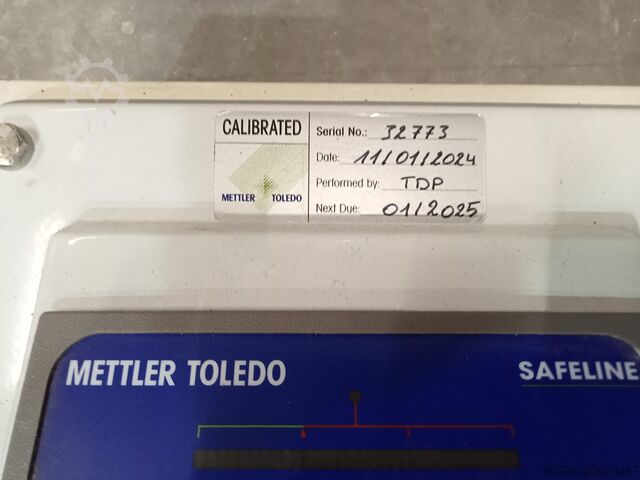 CALIBRATED
METTLER TOLEDO
Serial No.: 32773
Date: 11/01/2024
Performed by: TDP
Next Due: 01/2025
METTLER TOLEDO
SAFELINE